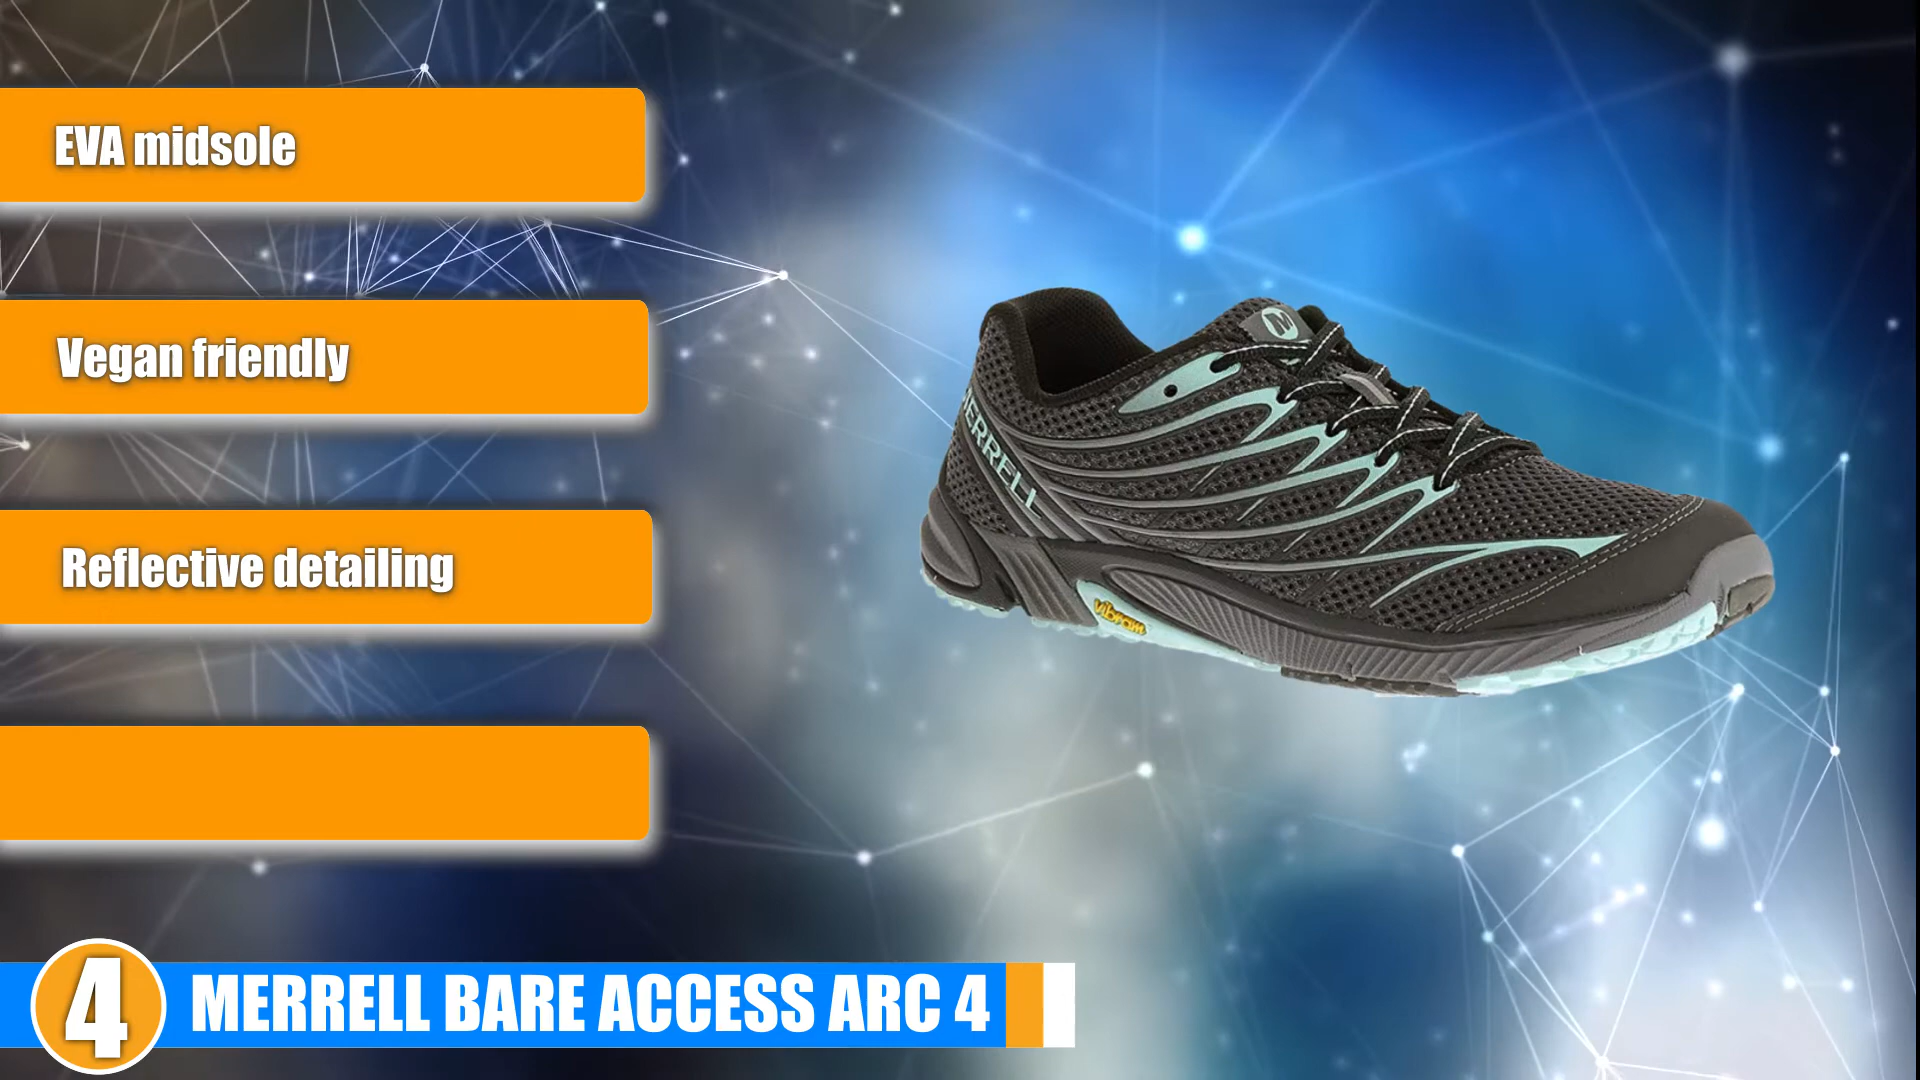 EVA midsole
Vegan friendly
Reflective detailing
M
MERRELL
vibram
4
MERRELL BARE ACCESS ARC 4